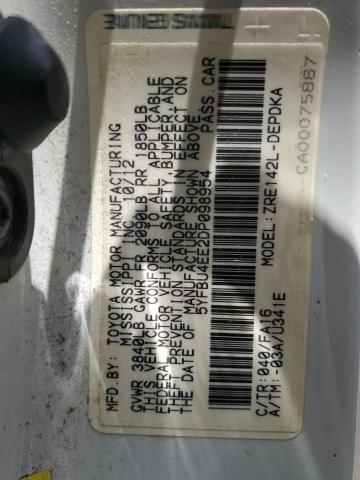 MFD.BY: TOYOTA MOTOR MANUFACTURING
MISSISSIPPI, INC. 10/12
GVWR 3840LB GAWR FR 2090LB RR 1950LB
THIS VEHICLE CONFORMS TO ALL APPLICABLE
FEDERAL MOTOR VEHICLE SAFETY, BUMPER, AND
THEFT PREVENTION STANDARDS IN EFFECT ON
THE DATE OF MANUFACTURE SHOWN ABOVE.
5YFBU4EE2DP098954 PASS.CAR
C/TR: 040/FA16 MODEL: ZRE142L-DEPDKA
A/TM: -03A/U341E
CA00075887